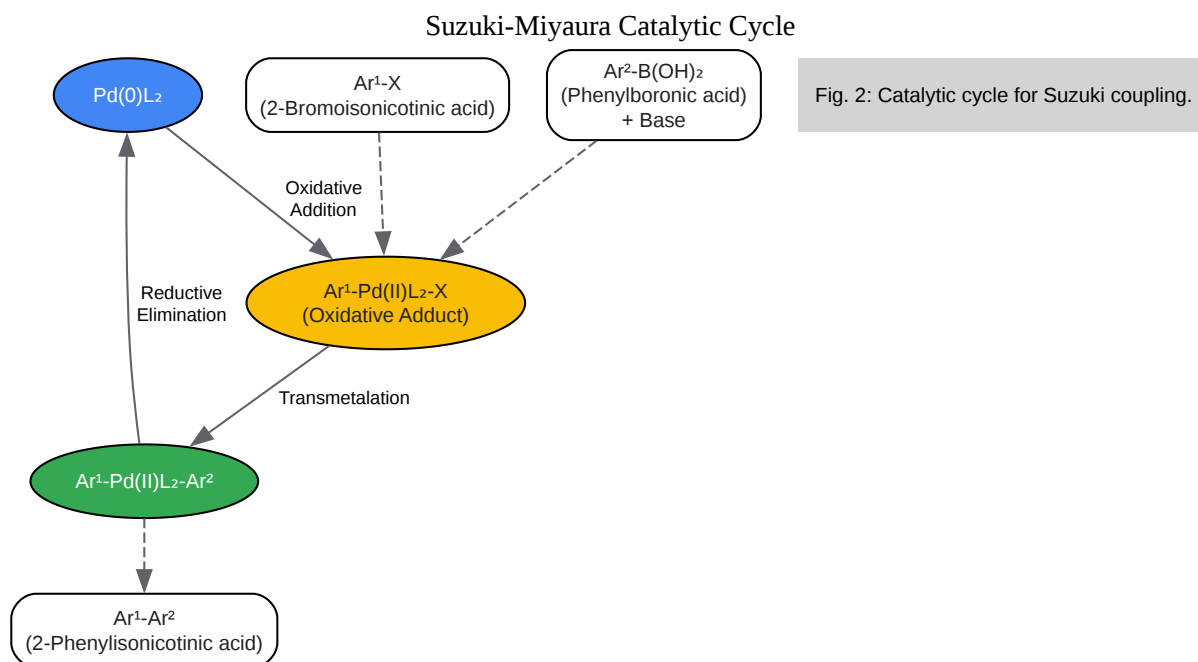 Suzuki-Miyaura Catalytic Cycle
Pd(0)L₂
Ar¹-X
(2-Bromoisonicotinic acid)
Ar²-B(OH)₂
(Phenylboronic acid)
+ Base
Fig. 2: Catalytic cycle for Suzuki coupling.
Oxidative
Addition
Ar¹-Pd(II)L₂-X
(Oxidative Adduct)
Reductive
Elimination
Transmetalation
Ar¹-Pd(II)L₂-Ar²
Ar¹-Ar²
(2-Phenylisonicotinic acid)